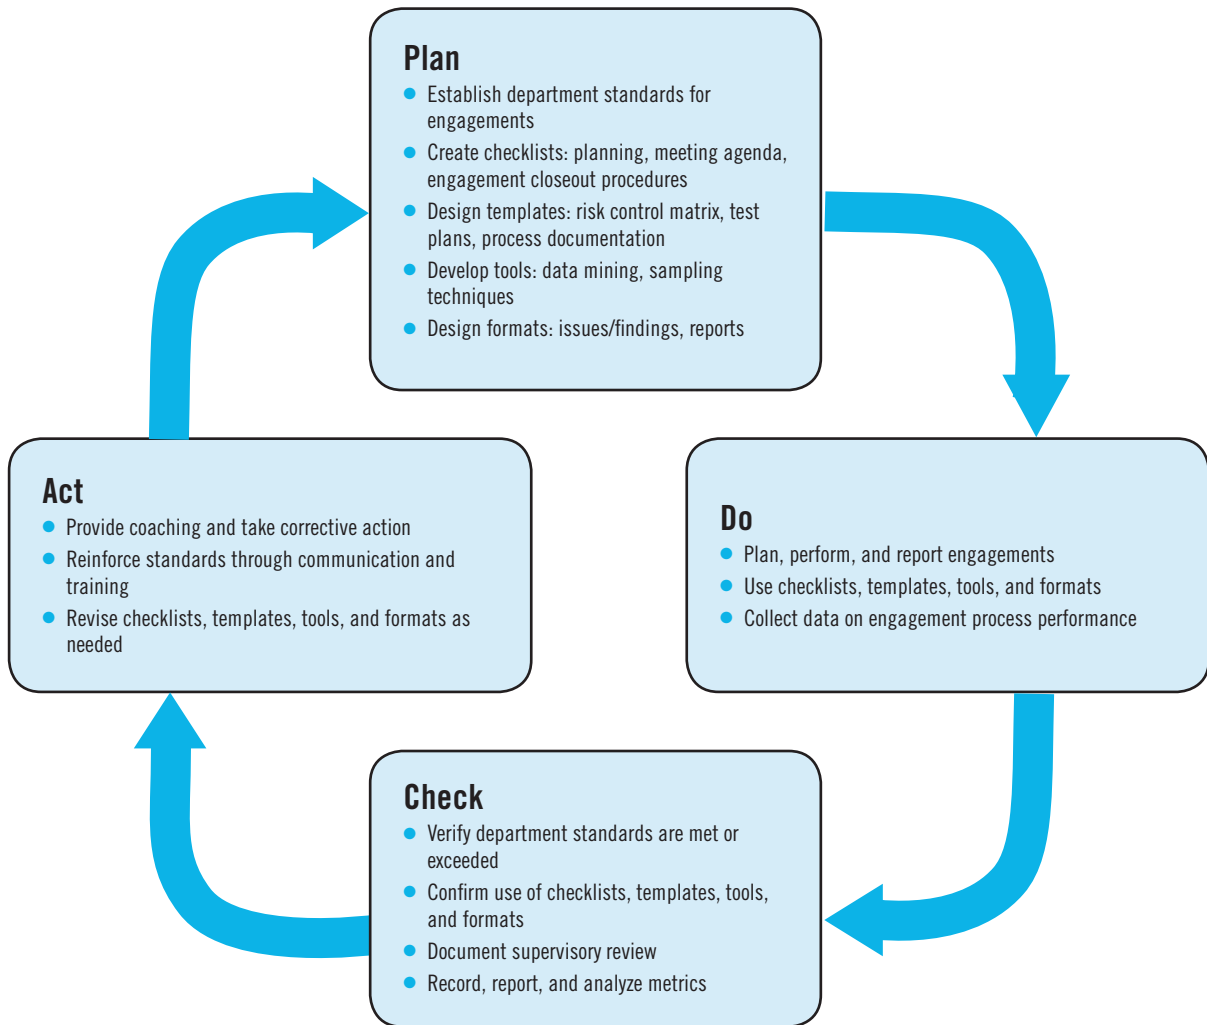 Plan
Establish department standards for
engagements
Create checklists: planning, meeting agenda,
engagement closeout procedures
Design templates: risk control matrix, test
plans, process documentation
Develop tools: data mining, sampling
techniques
Design formats: issues/findings, reports
Act
Provide coaching and take corrective action
Reinforce standards through communication and
training
Revise checklists, templates, tools, and formats as
needed
Do
Plan, perform, and report engagements
Use checklists, templates, tools, and formats
Collect data on engagement process performance
Check
Verify department standards are met or
exceeded
Confirm use of checklists, templates, tools,
and formats
Document supervisory review
Record, report, and analyze metrics